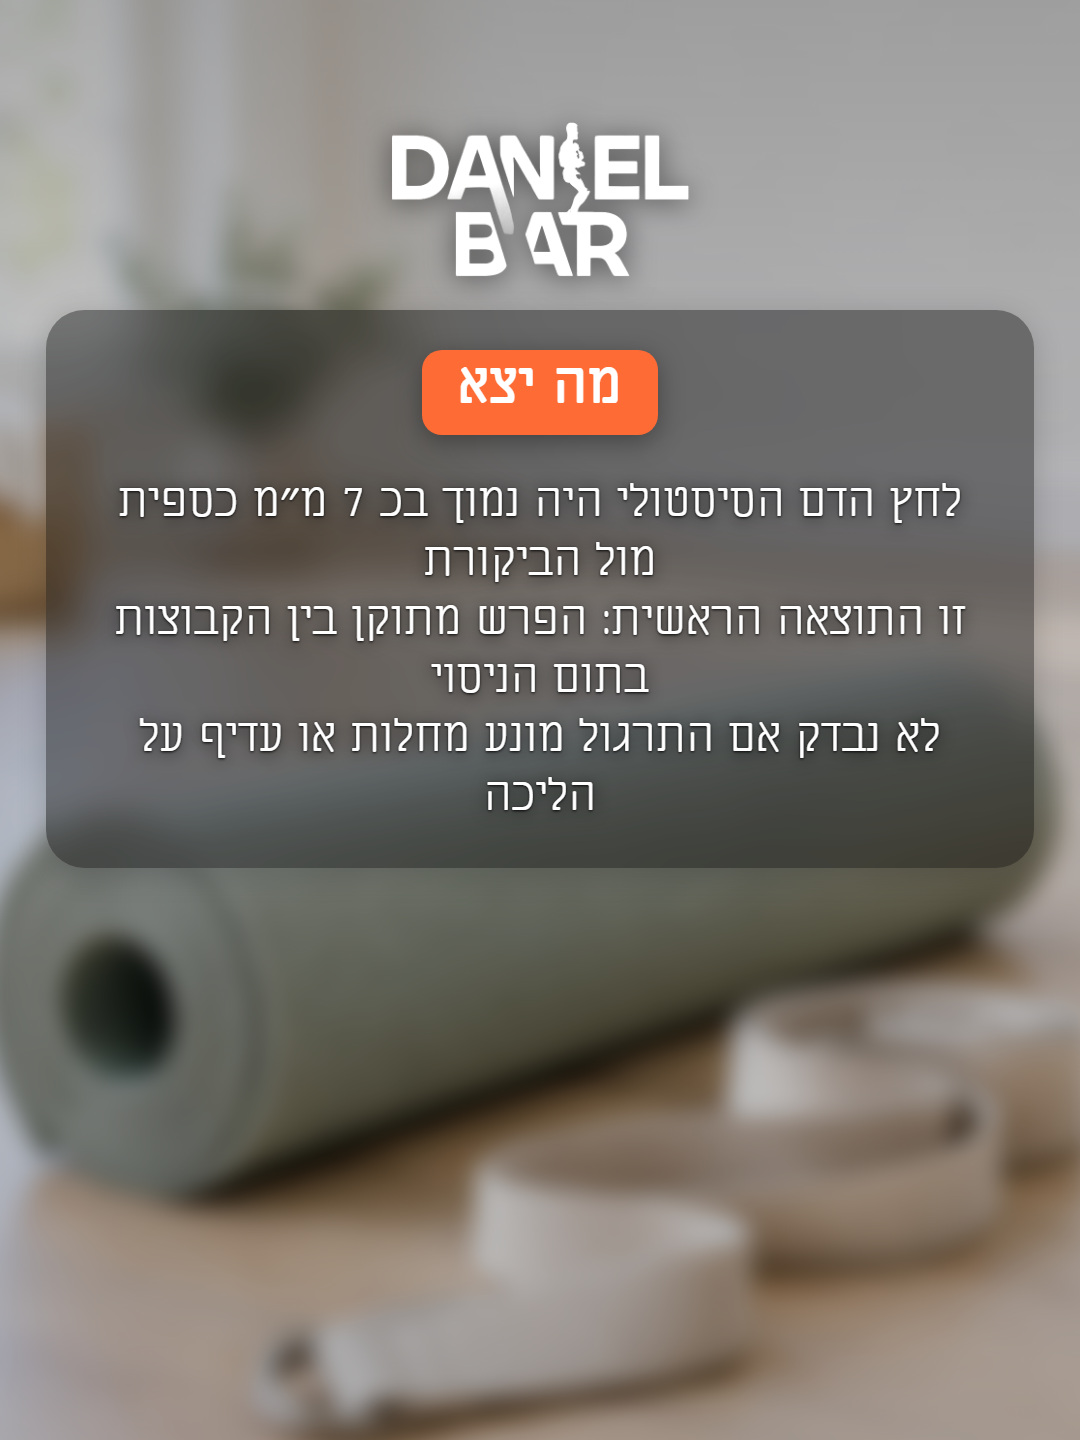 DANIEL
BAR
מה יצא
לחץ הדם הסיסטולי היה נמוך בכ 7 מ״מ כספית
מול הביקורת
זו התוצאה הראשית: הפרש מתוקן בין הקבוצות
בתום הניסוי
לא נבדק אם התרגול מונע מחלות או עדיף על
הליכה